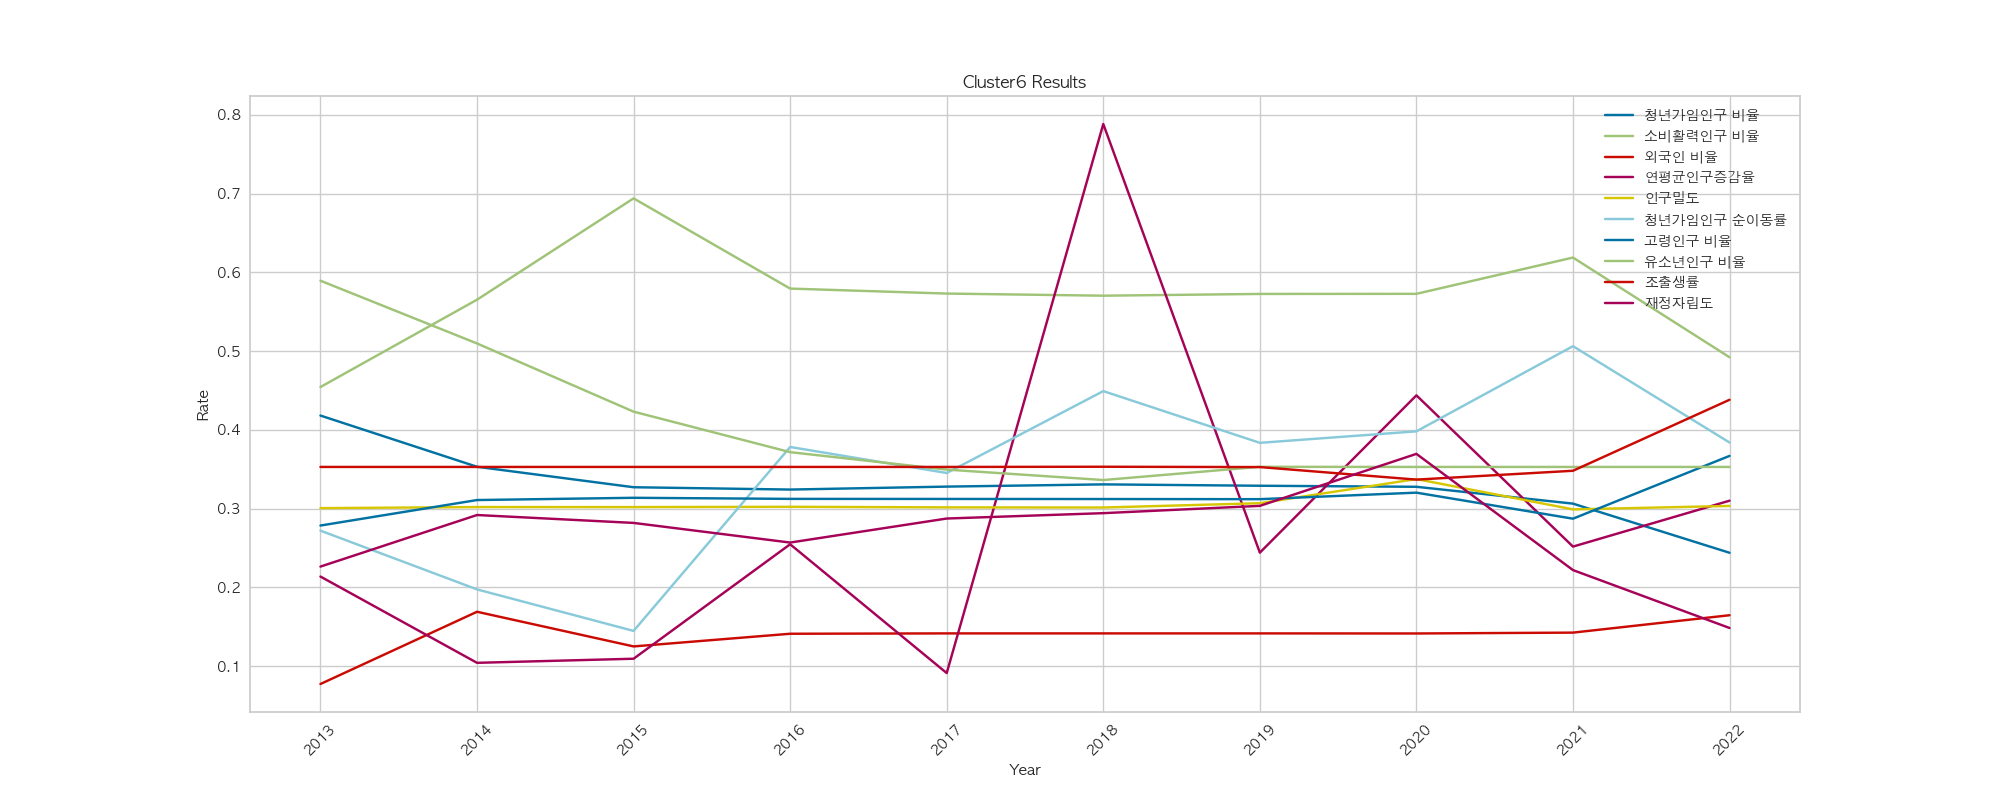 Cluster6 Results
0.8
0.7
0.6
0.5
0.4
0.3
0.2
0.1
Rate
청년가임인구 비율
소비활력인구 비율
외국인 비율
연평균인구증감율
인구밀도
청년가임인구 순이동률
고령인구 비율
유소년인구 비율
조출생률
재정자립도
2013
2014
2015
2016
2017
2018
2019
2020
2021
2022
Year